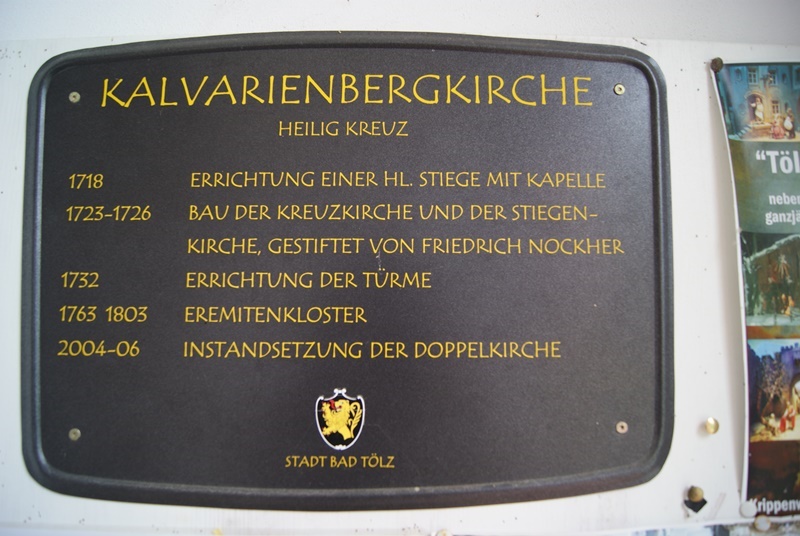 KALVARIENBERGKIRCHE
HEILIG KREUZ
1718 ERRICHTUNG EINER HL. STIEGE MIT KAPELLE
1723-1726 BAU DER KREUZKIRCHE UND DER STIEGEN-
KIRCHE, GESTIFTET VON FRIEDRICH NOCKHER
1732 ERRICHTUNG DER TÜRME
1763 1803 EREMITENKLOSTER
2004-06 INSTANDSETZUNG DER DOPPELKIRCHE
STADT BAD TÖLZ